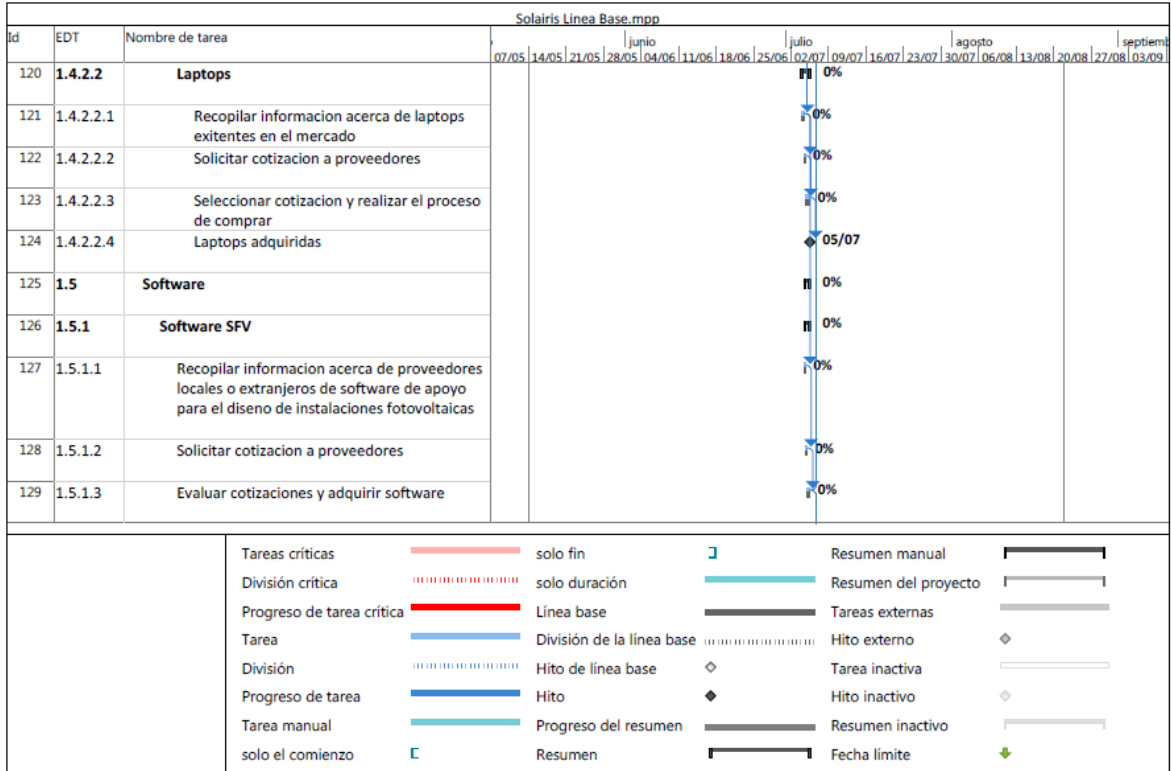 Solairis Linea Base.mpp
Id EDT Nombre de tarea
junio julio agosto septiemb
07/05 14/05 21/05 28/05 04/06 11/06 18/06 25/06 02/07 09/07 16/07 23/07 30/07 06/08 13/08 20/08 27/08 03/09
120 1.4.2.2 Laptops 0%
121 1.4.2.2.1 Recopilar informacion acerca de laptops 0%
exitentes en el mercado
122 1.4.2.2.2 Solicitar cotizacion a proveedores 0%
123 1.4.2.2.3 Seleccionar cotizacion y realizar el proceso 0%
de comprar
124 1.4.2.2.4 Laptops adquiridas 05/07
125 1.5 Software 0%
126 1.5.1 Software SFV 0%
127 1.5.1.1 Recopilar informacion acerca de proveedores 0%
locales o extranjeros de software de apoyo
para el diseno de instalaciones fotovoltaicas
128 1.5.1.2 Solicitar cotizacion a proveedores 0%
129 1.5.1.3 Evaluar cotizaciones y adquirir software 0%
Tareas críticas solo fin Resumen manual
División crítica solo duración Resumen del proyecto
Progreso de tarea crítica Línea base Tareas externas
Tarea División de la línea base Hito externo
División Hito de línea base Tarea inactiva
Progreso de tarea Hito Hito inactivo
Tarea manual Progreso del resumen Resumen inactivo
solo el comienzo Resumen Fecha límite